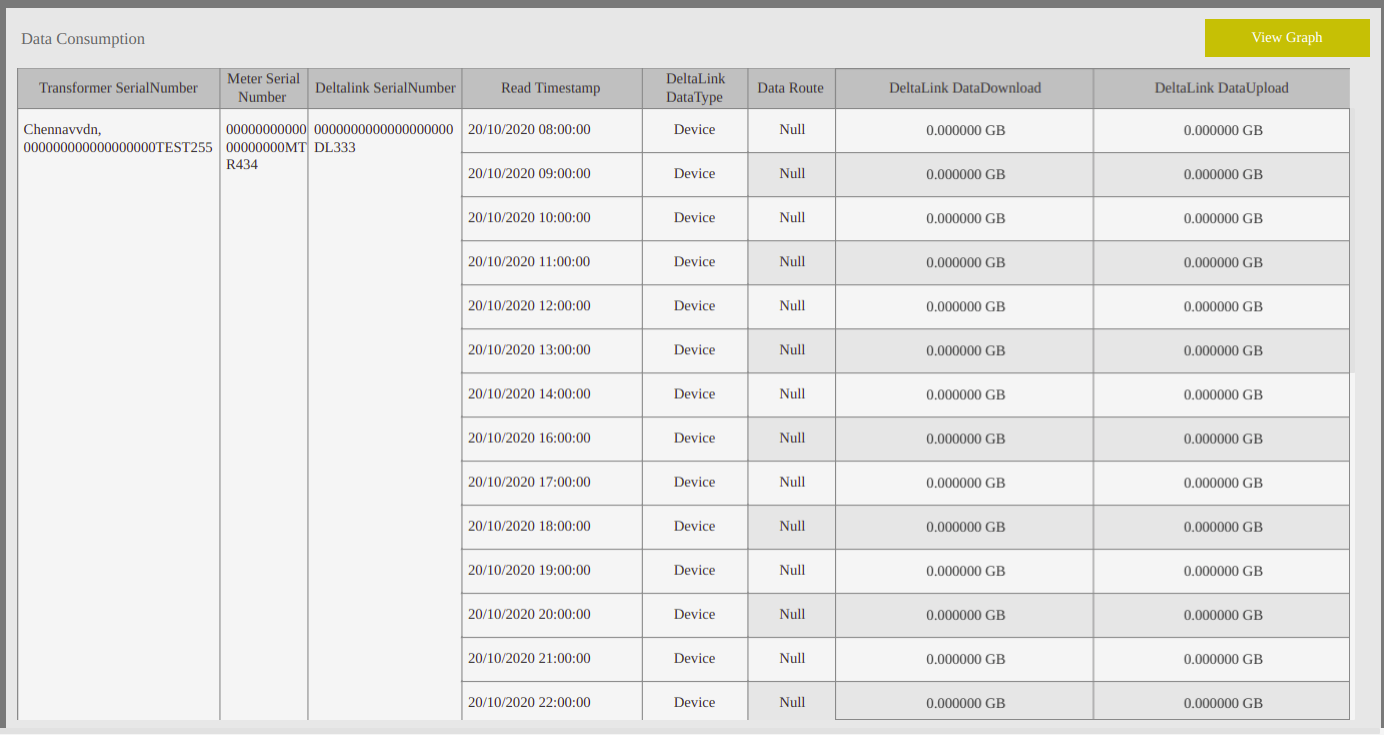 Data Consumption
View Graph
Transformer SerialNumber
Meter Serial
Number
Deltalink SerialNumber
Read Timestamp
DeltaLink
DataType
Data Route
DeltaLink DataDownload
DeltaLink DataUpload
Chennavvdn,
000000000000000000TEST255
00000000000
00000000MT
R434
0000000000000000000
DL333
20/10/2020 08:00:00 Device Null 0.000000 GB 0.000000 GB
20/10/2020 09:00:00 Device Null 0.000000 GB 0.000000 GB
20/10/2020 10:00:00 Device Null 0.000000 GB 0.000000 GB
20/10/2020 11:00:00 Device Null 0.000000 GB 0.000000 GB
20/10/2020 12:00:00 Device Null 0.000000 GB 0.000000 GB
20/10/2020 13:00:00 Device Null 0.000000 GB 0.000000 GB
20/10/2020 14:00:00 Device Null 0.000000 GB 0.000000 GB
20/10/2020 16:00:00 Device Null 0.000000 GB 0.000000 GB
20/10/2020 17:00:00 Device Null 0.000000 GB 0.000000 GB
20/10/2020 18:00:00 Device Null 0.000000 GB 0.000000 GB
20/10/2020 19:00:00 Device Null 0.000000 GB 0.000000 GB
20/10/2020 20:00:00 Device Null 0.000000 GB 0.000000 GB
20/10/2020 21:00:00 Device Null 0.000000 GB 0.000000 GB
20/10/2020 22:00:00 Device Null 0.000000 GB 0.000000 GB